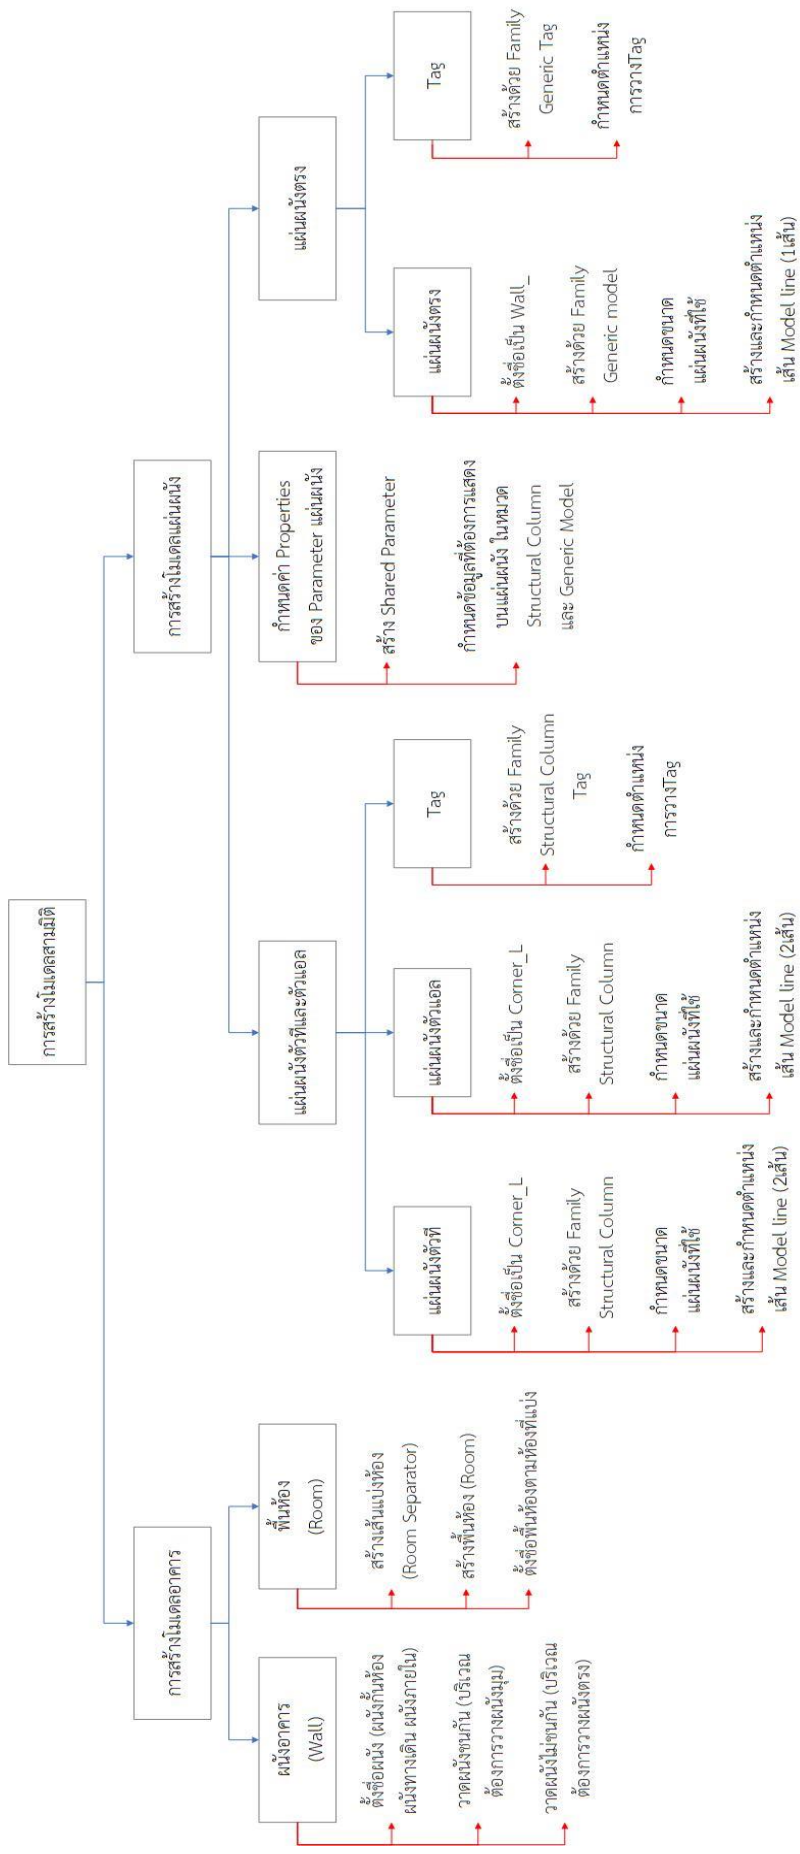 การสร้างโมเดลสามมิติ
การสร้างโมเดลอาคาร
การสร้างโมเดลแผ่นผนัง
ผนังอาคาร
(Wall)
พื้นห้อง
(Room)
แผ่นผนังตัวทีและตัวแอล
กำหนดค่า Properties
ของ Parameter แผ่นผนัง
แผ่นผนังตรง
ตั้งชื่อผนัง (ผนังกั้นห้อง
ผนังทางเดิน ผนังภายใน)
วาดผนังชนกัน (บริเวณ
ต้องการวางผนังมุม)
วาดผนังไม่ชนกัน (บริเวณ
ต้องการวางผนังตรง)
สร้างเส้นแบ่งห้อง
(Room Separator)
สร้างพื้นห้อง (Room)
ตั้งชื่อพื้นห้องตามห้องที่แบ่ง
แผ่นผนังตัวที
ตั้งชื่อเป็น Corner_L
สร้างด้วย Family
Structural Column
กำหนดขนาด
แผ่นผนังที่ใช้
สร้างและกำหนดตำแหน่ง
เส้น Model line (2เส้น)
แผ่นผนังตัวแอล
ตั้งชื่อเป็น Corner_L
สร้างด้วย Family
Structural Column
กำหนดขนาด
แผ่นผนังที่ใช้
สร้างและกำหนดตำแหน่ง
เส้น Model line (2เส้น)
Tag
สร้างด้วย Family
Structural Column
Tag
กำหนดตำแหน่ง
การวางTag
สร้าง Shared Parameter
กำหนดข้อมูลที่ต้องการแสดง
บนแผ่นผนัง ในหมวด
Structural Column
และ Generic Model
แผ่นผนังตรง
ตั้งชื่อเป็น Wall_
สร้างด้วย Family
Generic model
กำหนดขนาด
แผ่นผนังที่ใช้
สร้างและกำหนดตำแหน่ง
เส้น Model line (1เส้น)
Tag
สร้างด้วย Family
Generic Tag
กำหนดตำแหน่ง
การวางTag